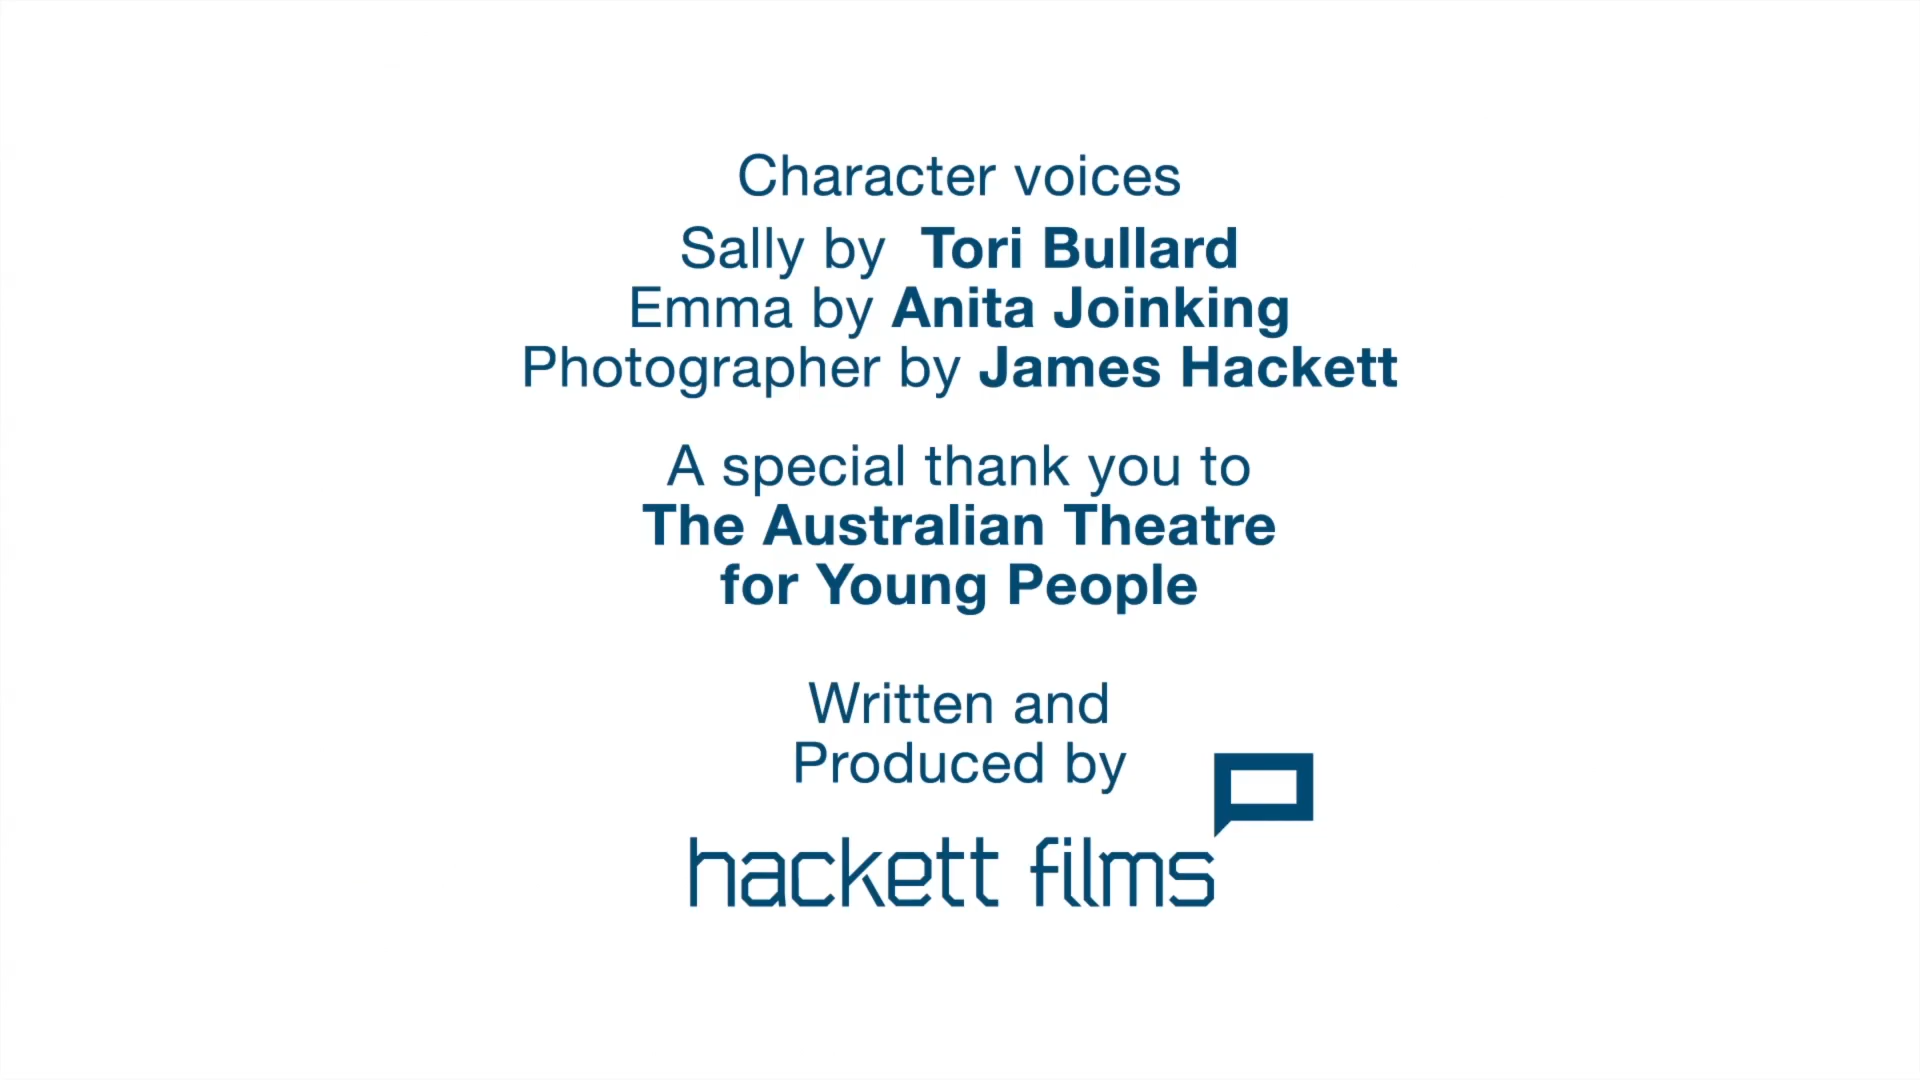 Character voices
Sally by Tori Bullard
Emma by Anita Joinking
Photographer by James Hackett
A special thank you to
The Australian Theatre
for Young People
Written and
Produced by
hackett films